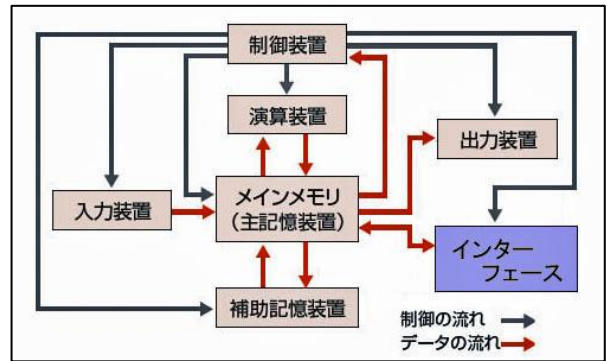 制御装置
演算装置
出力装置
入力装置
メインメモリ
（主記憶装置）
インター
フェース
補助記憶装置
制御の流れ
データの流れ